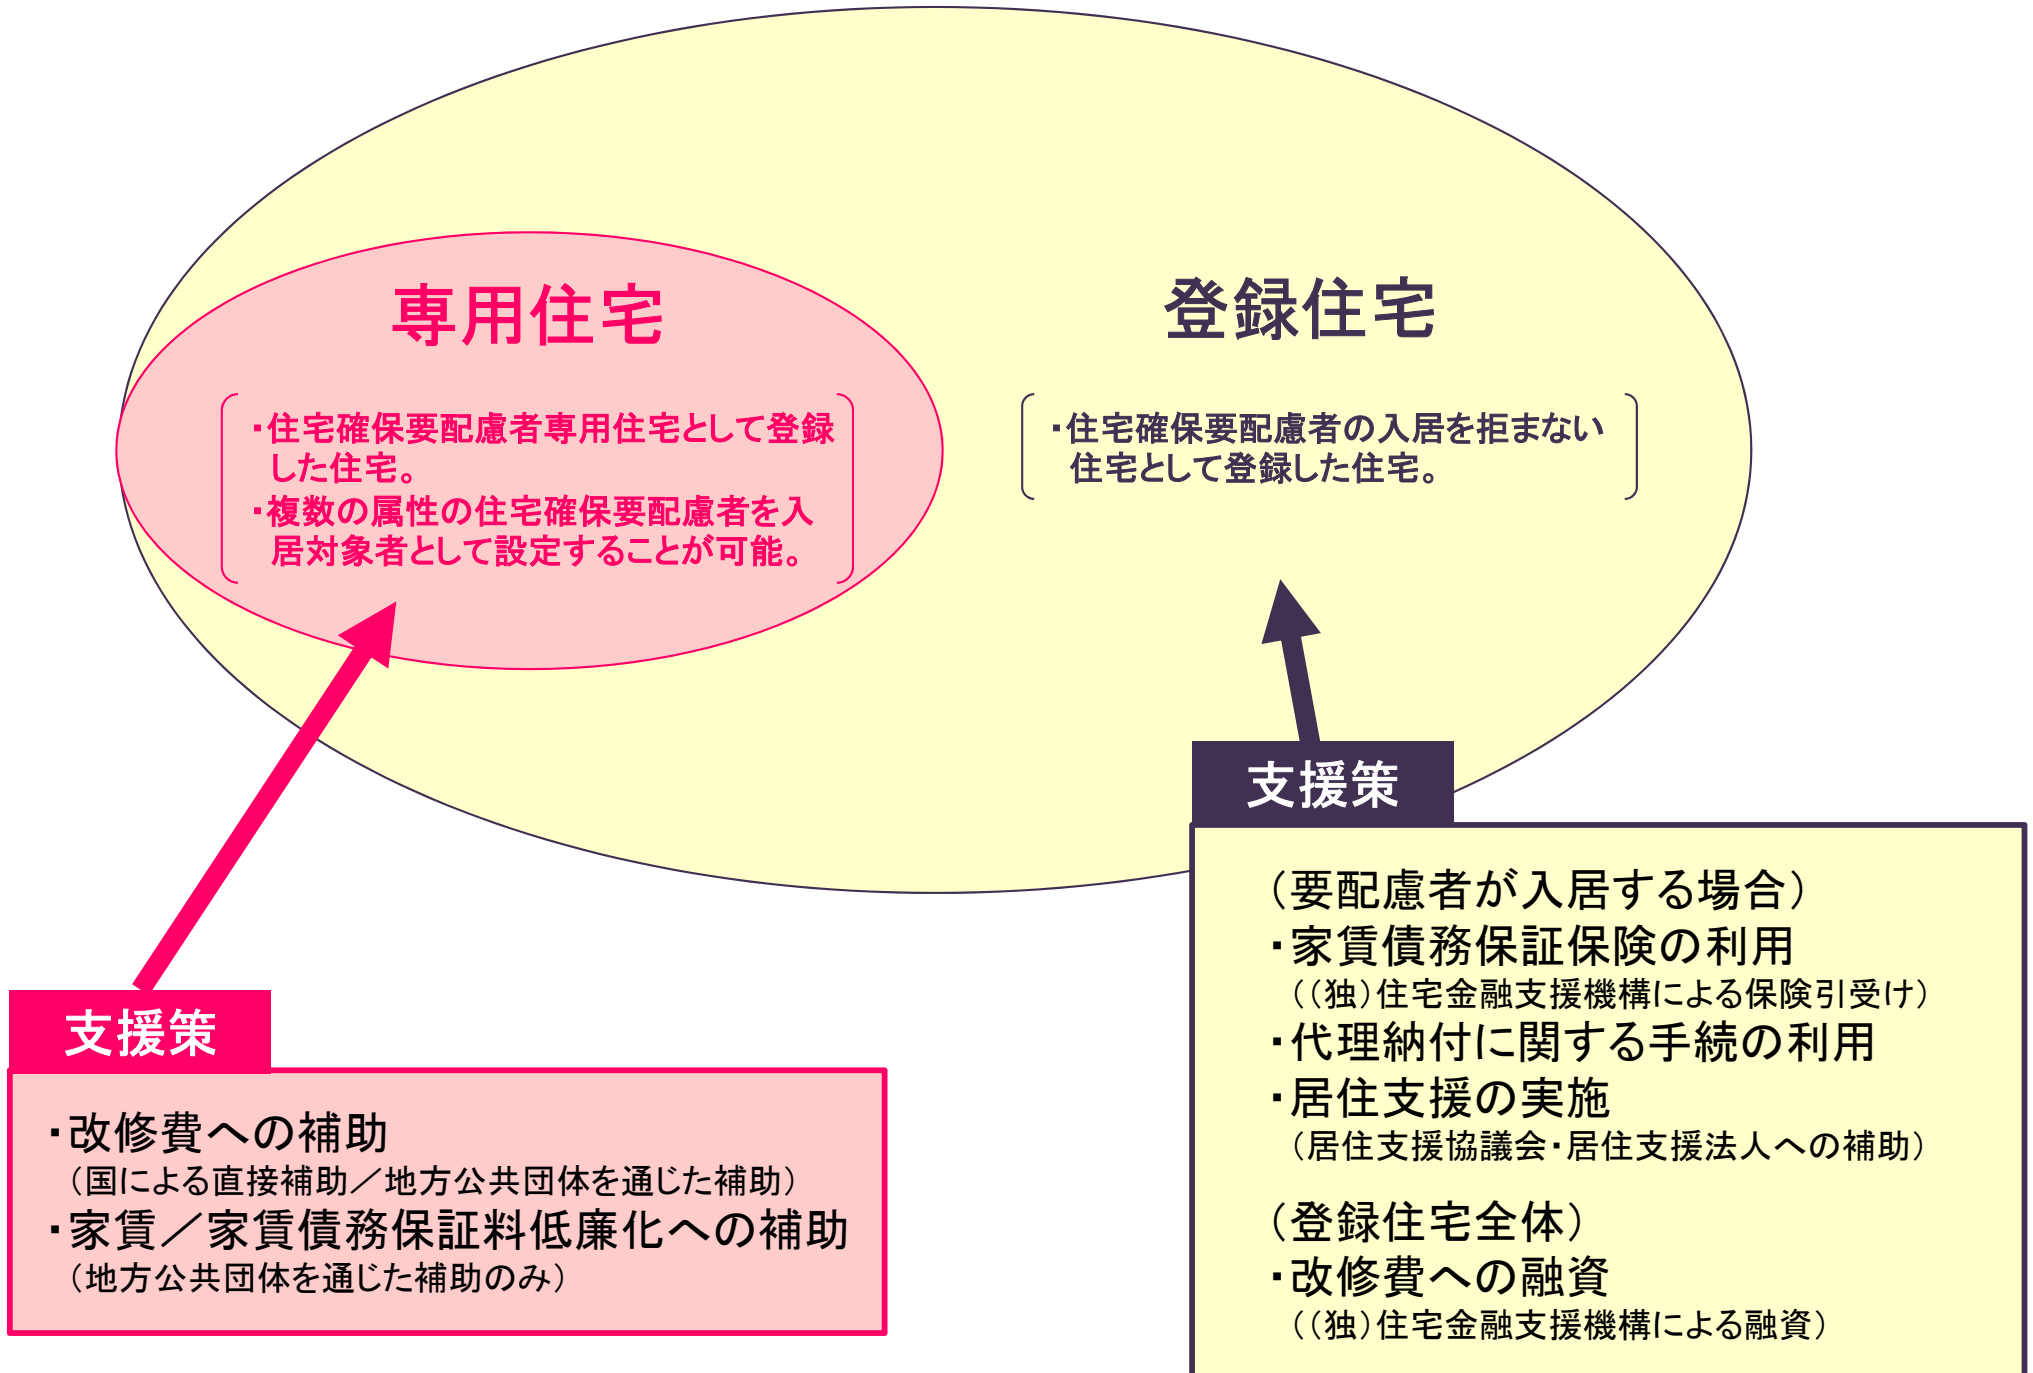 専用住宅
・住宅確保要配慮者専用住宅として登録
した住宅。
・複数の属性の住宅確保要配慮者を入
居対象者として設定することが可能。
登録住宅
・住宅確保要配慮者の入居を拒まない
住宅として登録した住宅。
支援策
・改修費への補助
（国による直接補助／地方公共団体を通じた補助）
・家賃／家賃債務保証料低廉化への補助
（地方公共団体を通じた補助のみ）
支援策
（要配慮者が入居する場合）
・家賃債務保証保険の利用
（（独）住宅金融支援機構による保険引受け）
・代理納付に関する手続の利用
・居住支援の実施
（居住支援協議会・居住支援法人への補助）
（登録住宅全体）
・改修費への融資
（（独）住宅金融支援機構による融資）